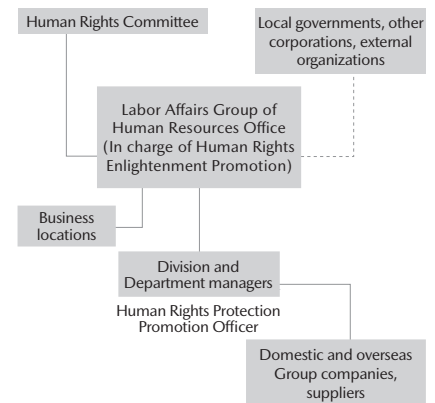 Human Rights Committee
Local governments, other
corporations, external
organizations
Labor Affairs Group of
Human Resources Office
(In charge of Human Rights
Enlightenment Promotion)
Business
locations
Division and
Department managers
Human Rights Protection
Promotion Officer
Domestic and overseas
Group companies,
suppliers